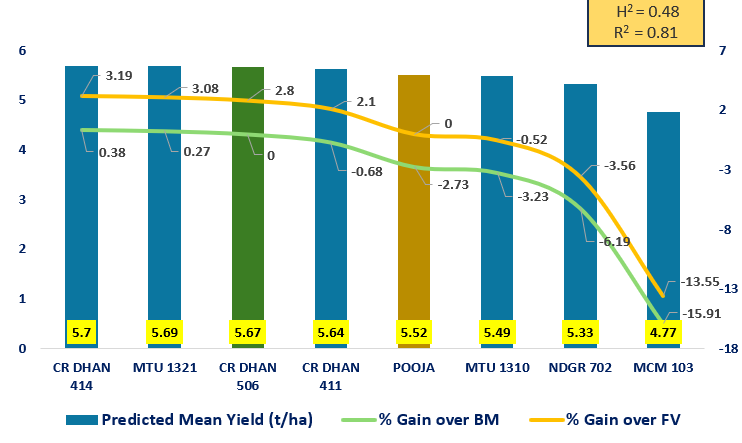 H² = 0.48
R² = 0.81
6
5
4
3
2
1
0
7
2
-3
-8
-13
-18
3.19
3.08
2.8
2.1
0
-0.52
-3.56
-13.55
0.38
0.27
0
-0.68
-2.73
-3.23
-6.19
-15.91
5.7
5.69
5.67
5.64
5.52
5.49
5.33
4.77
CR DHAN 414
MTU 1321
CR DHAN 506
CR DHAN 411
POOJA
MTU 1310
NDGR 702
MCM 103
Predicted Mean Yield (t/ha)
% Gain over BM
% Gain over FV